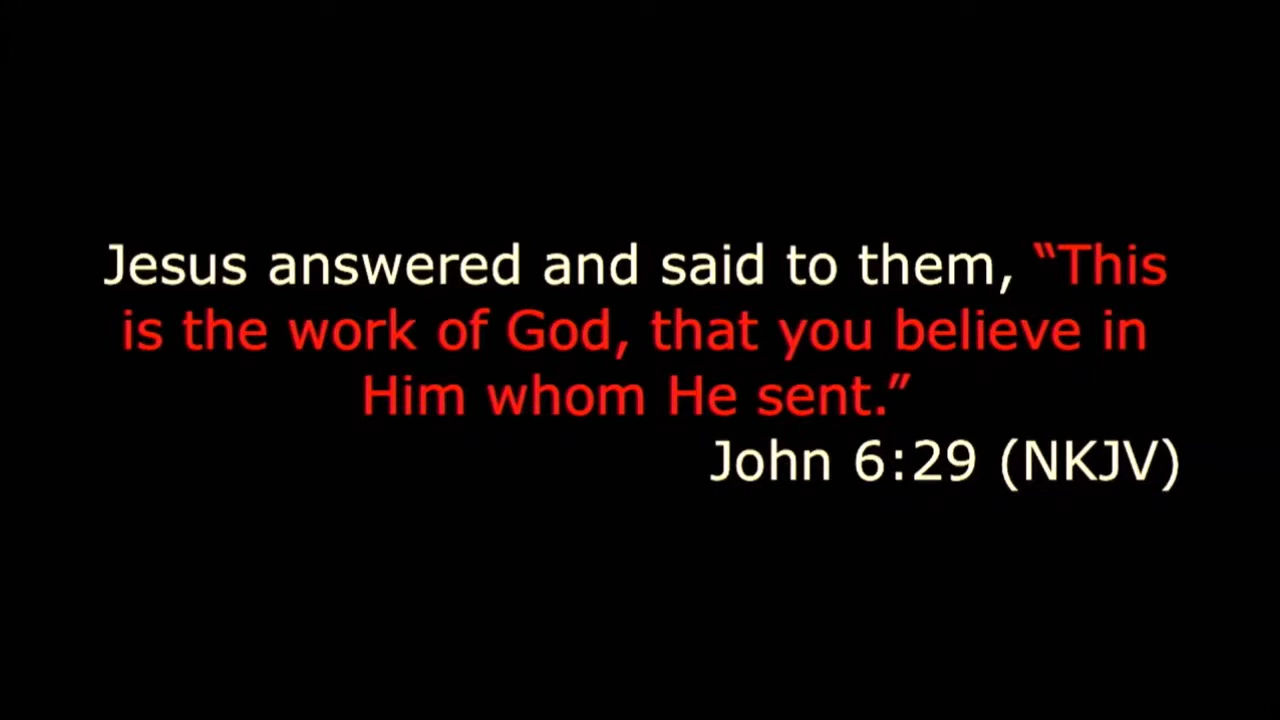 Jesus answered and said to them, “This
is the work of God, that you believe in
Him whom He sent.”
John 6:29 (NKJV)